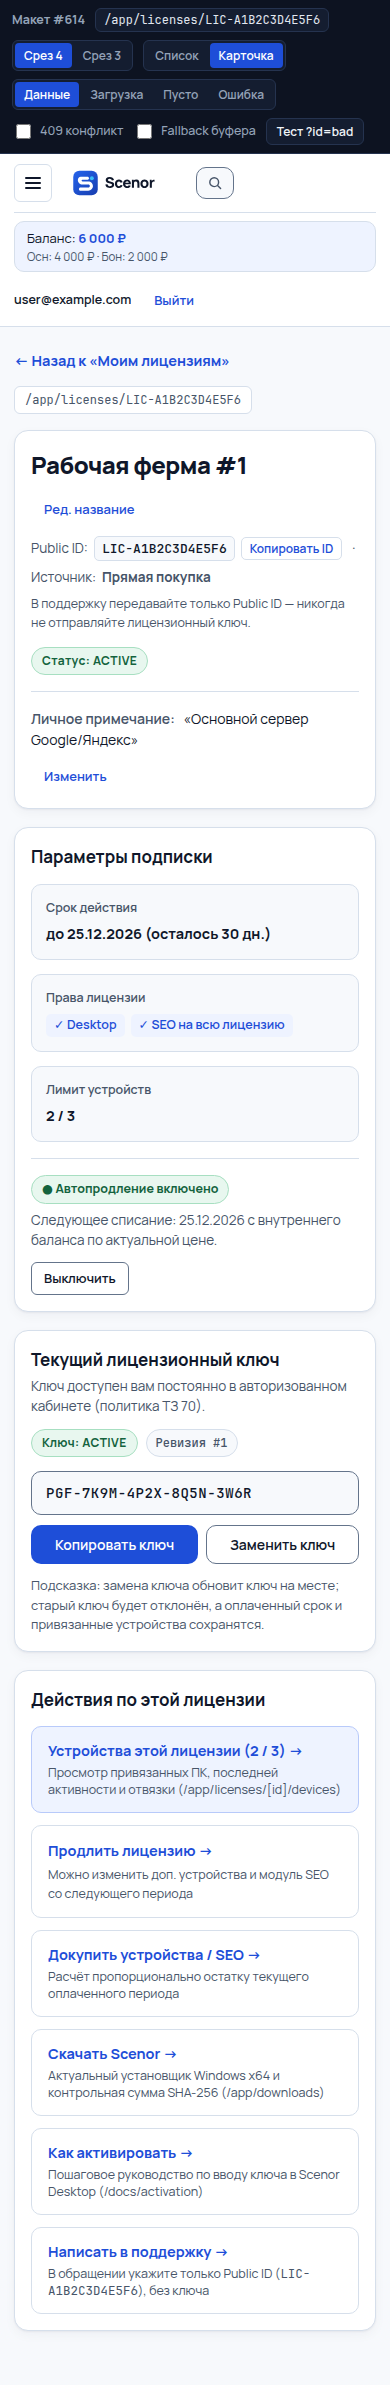 Макет #614 /app/licenses/LIC-A1B2C3D4E5F6
Срез 4 Срез 3 Список Карточка
Данные Загрузка Пусто Ошибка
409 конфликт Fallback буфера Тест ?id=bad
Scenor
Баланс: 6 000 ₽
Осн: 4 000 ₽ · Бон: 2 000 ₽
user@example.com Выйти
← Назад к «Моим лицензиям»
/app/licenses/LIC-A1B2C3D4E5F6
Рабочая ферма #1
Ред. название
Public ID: LIC-A1B2C3D4E5F6 Копировать ID ·
Источник: Прямая покупка
В поддержку передавайте только Public ID — никогда
не отправляйте лицензионный ключ.
Статус: ACTIVE
Личное примечание: «Основной сервер
Google/Яндекс»
Изменить
Параметры подписки
Срок действия
до 25.12.2026 (осталось 30 дн.)
Права лицензии
✓ Desktop ✓ SEO на всю лицензию
Лимит устройств
2 / 3
● Автопродление включено
Следующее списание: 25.12.2026 с внутреннего
баланса по актуальной цене.
Выключить
Текущий лицензионный ключ
Ключ доступен вам постоянно в авторизованном
кабинете (политика ТЗ 70).
Ключ: ACTIVE Ревизия #1
PGF-7K9M-4P2X-8Q5N-3W6R
Копировать ключ Заменить ключ
Подсказка: замена ключа обновит ключ на месте;
старый ключ будет отклонён, а оплаченный срок и
привязанные устройства сохранятся.
Действия по этой лицензии
Устройства этой лицензии (2 / 3) →
Просмотр привязанных ПК, последней
активности и отвязки (/app/licenses/[id]/devices)
Продлить лицензию →
Можно изменить доп. устройства и модуль SEO
со следующего периода
Докупить устройства / SEO →
Расчёт пропорционально остатку текущего
оплаченного периода
Скачать Scenor →
Актуальный установщик Windows x64 и
контрольная сумма SHA-256 (/app/downloads)
Как активировать →
Пошаговое руководство по вводу ключа в Scenor
Desktop (/docs/activation)
Написать в поддержку →
В обращении укажите только Public ID (LIC-
A1B2C3D4E5F6), без ключа